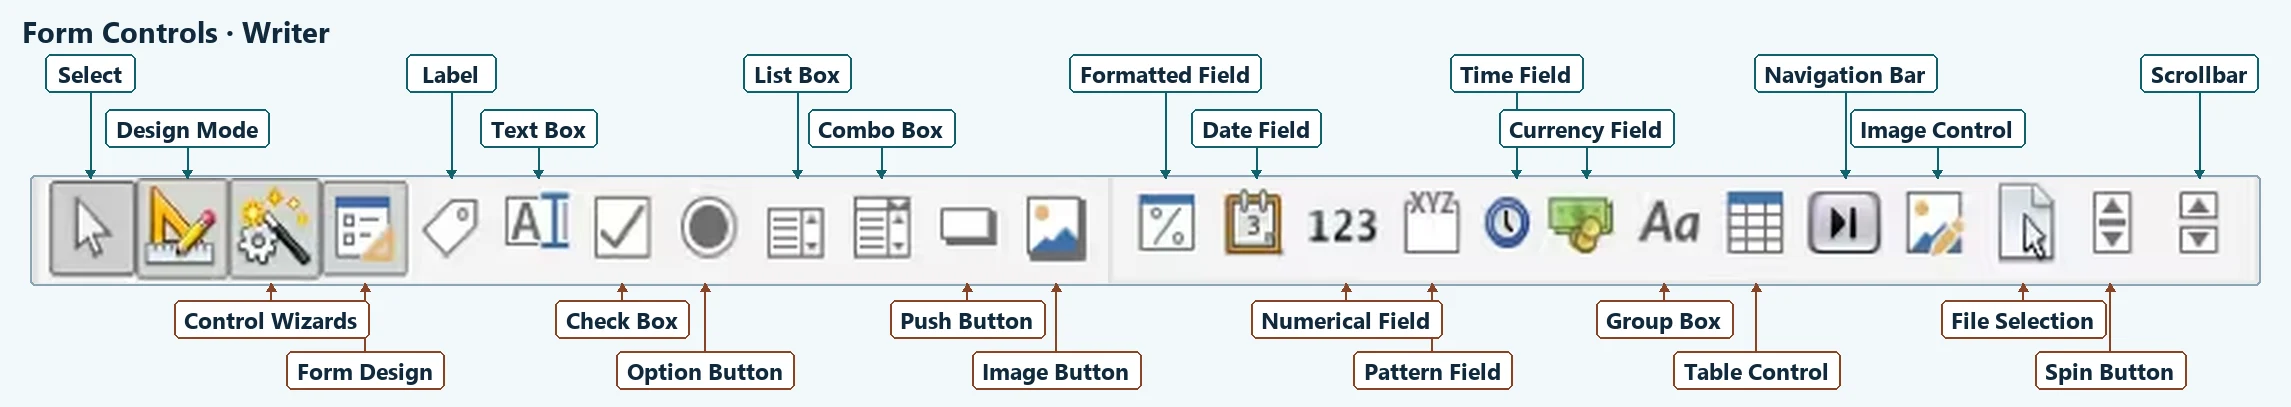 Form Controls · Writer
Select
Label
List Box
Formatted Field
Time Field
Navigation Bar
Scrollbar
Design Mode
Text Box
Combo Box
Date Field
Currency Field
Image Control
A
%
3
123
XYZ
Aa
Control Wizards
Check Box
Push Button
Numerical Field
Group Box
File Selection
Form Design
Option Button
Image Button
Pattern Field
Table Control
Spin Button